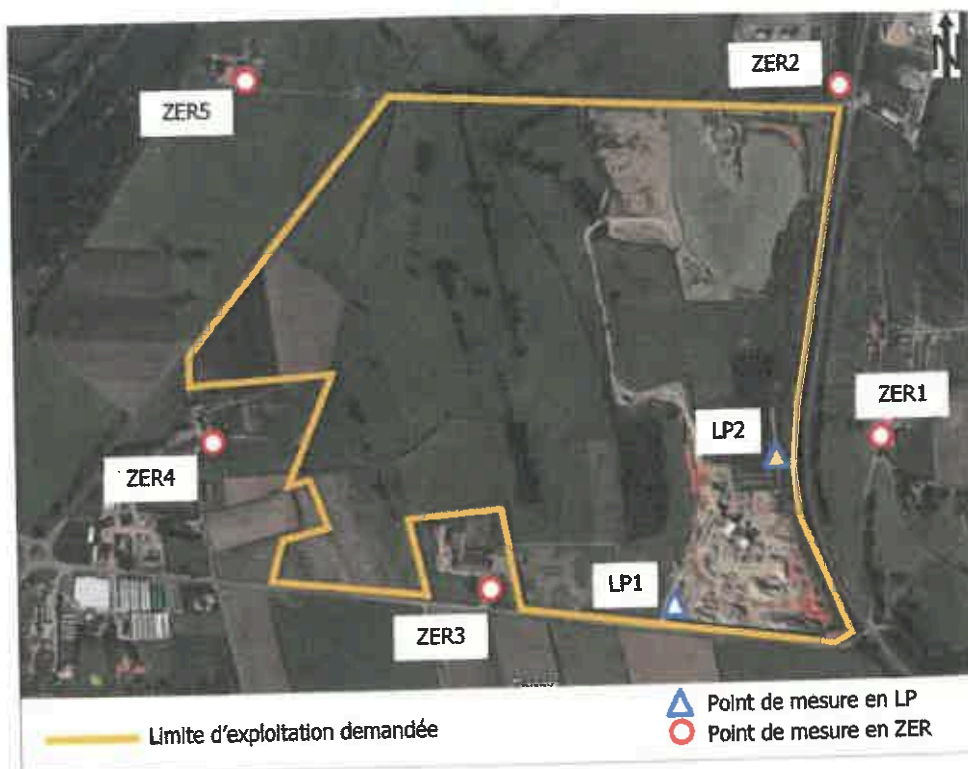 N
ZER2
ZER5
ZER1
LP2
ZER4
LP1
ZER3
Limite d'exploitation demandée
Point de mesure en LP
Point de mesure en ZER